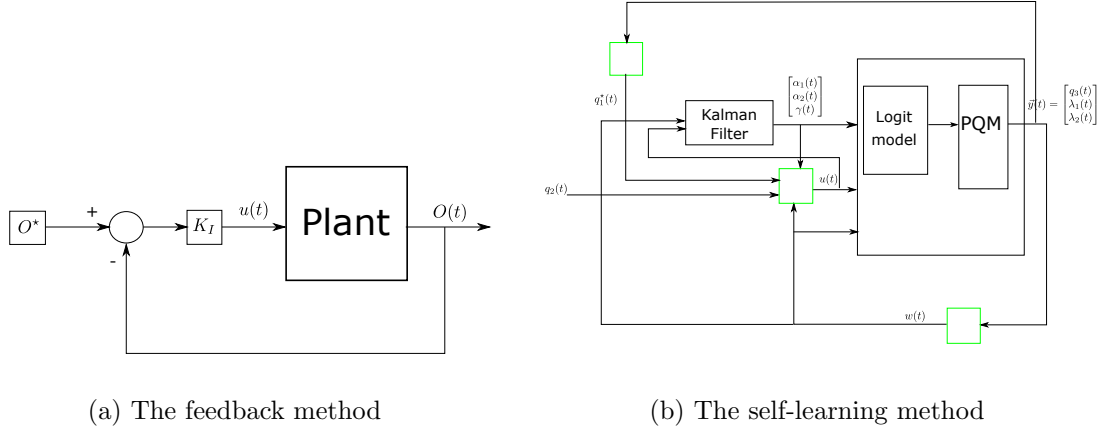 O⋆
+
-
K_I
u(t)
Plant
O(t)
(a) The feedback method
q_1^⋆(t)
Kalman
Filter
[α_1(t)
α_2(t)
γ(t)]
Logit
model
PQM
y⃗(t) = [q_3(t)
λ_1(t)
λ_2(t)]
q_2(t)
u(t)
w(t)
(b) The self-learning method